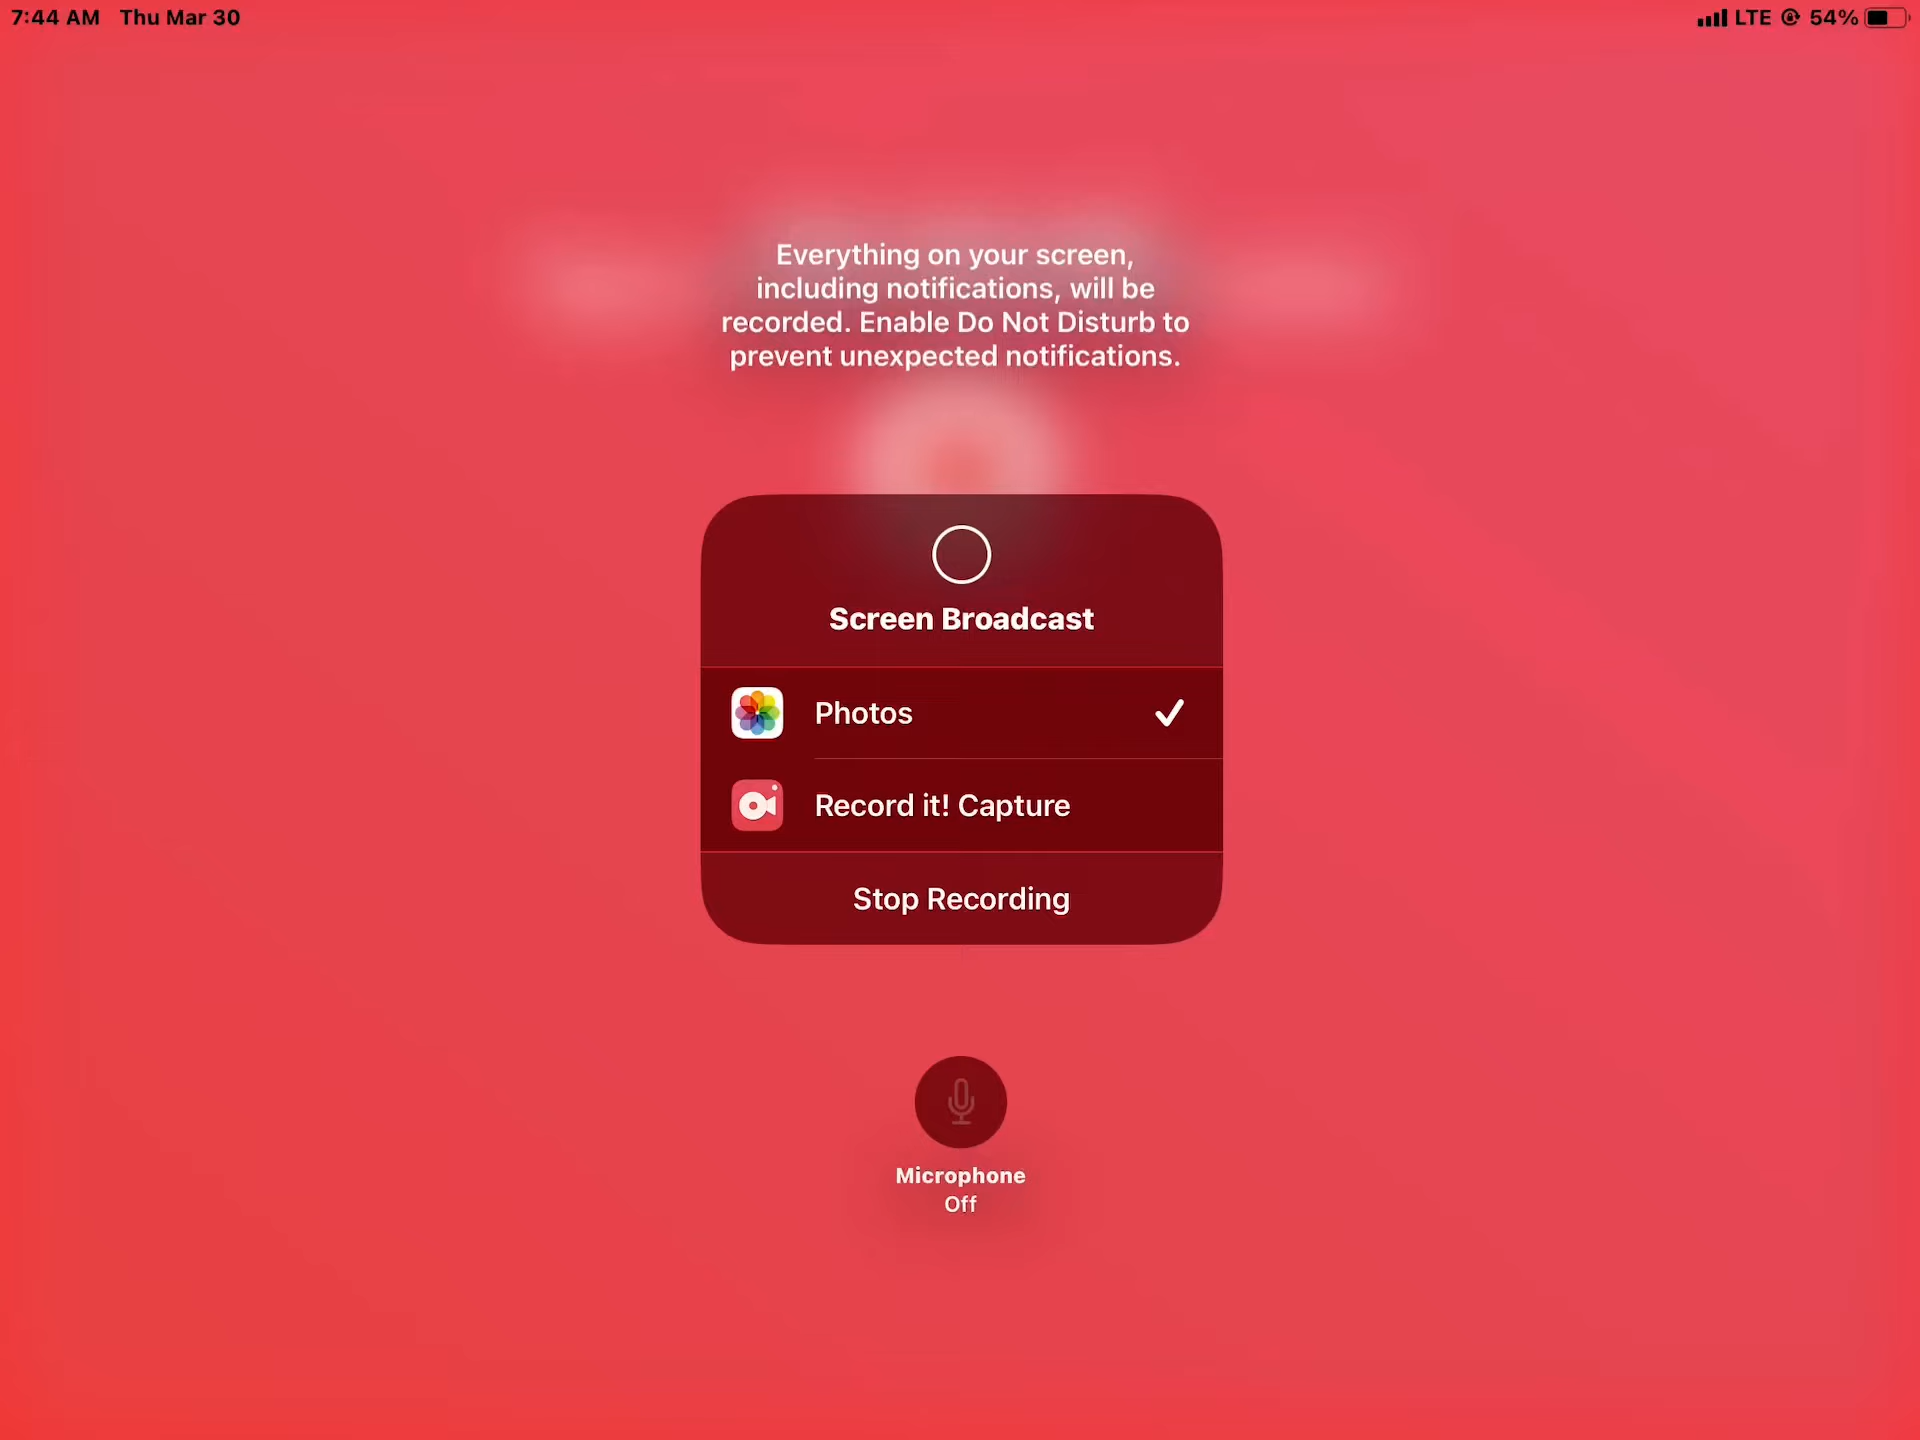 7:44 AM Thu Mar 30
LTE 54%
Everything on your screen,
including notifications, will be
recorded. Enable Do Not Disturb to
prevent unexpected notifications.
Screen Broadcast
Photos
Record it! Capture
Stop Recording
Microphone
Off